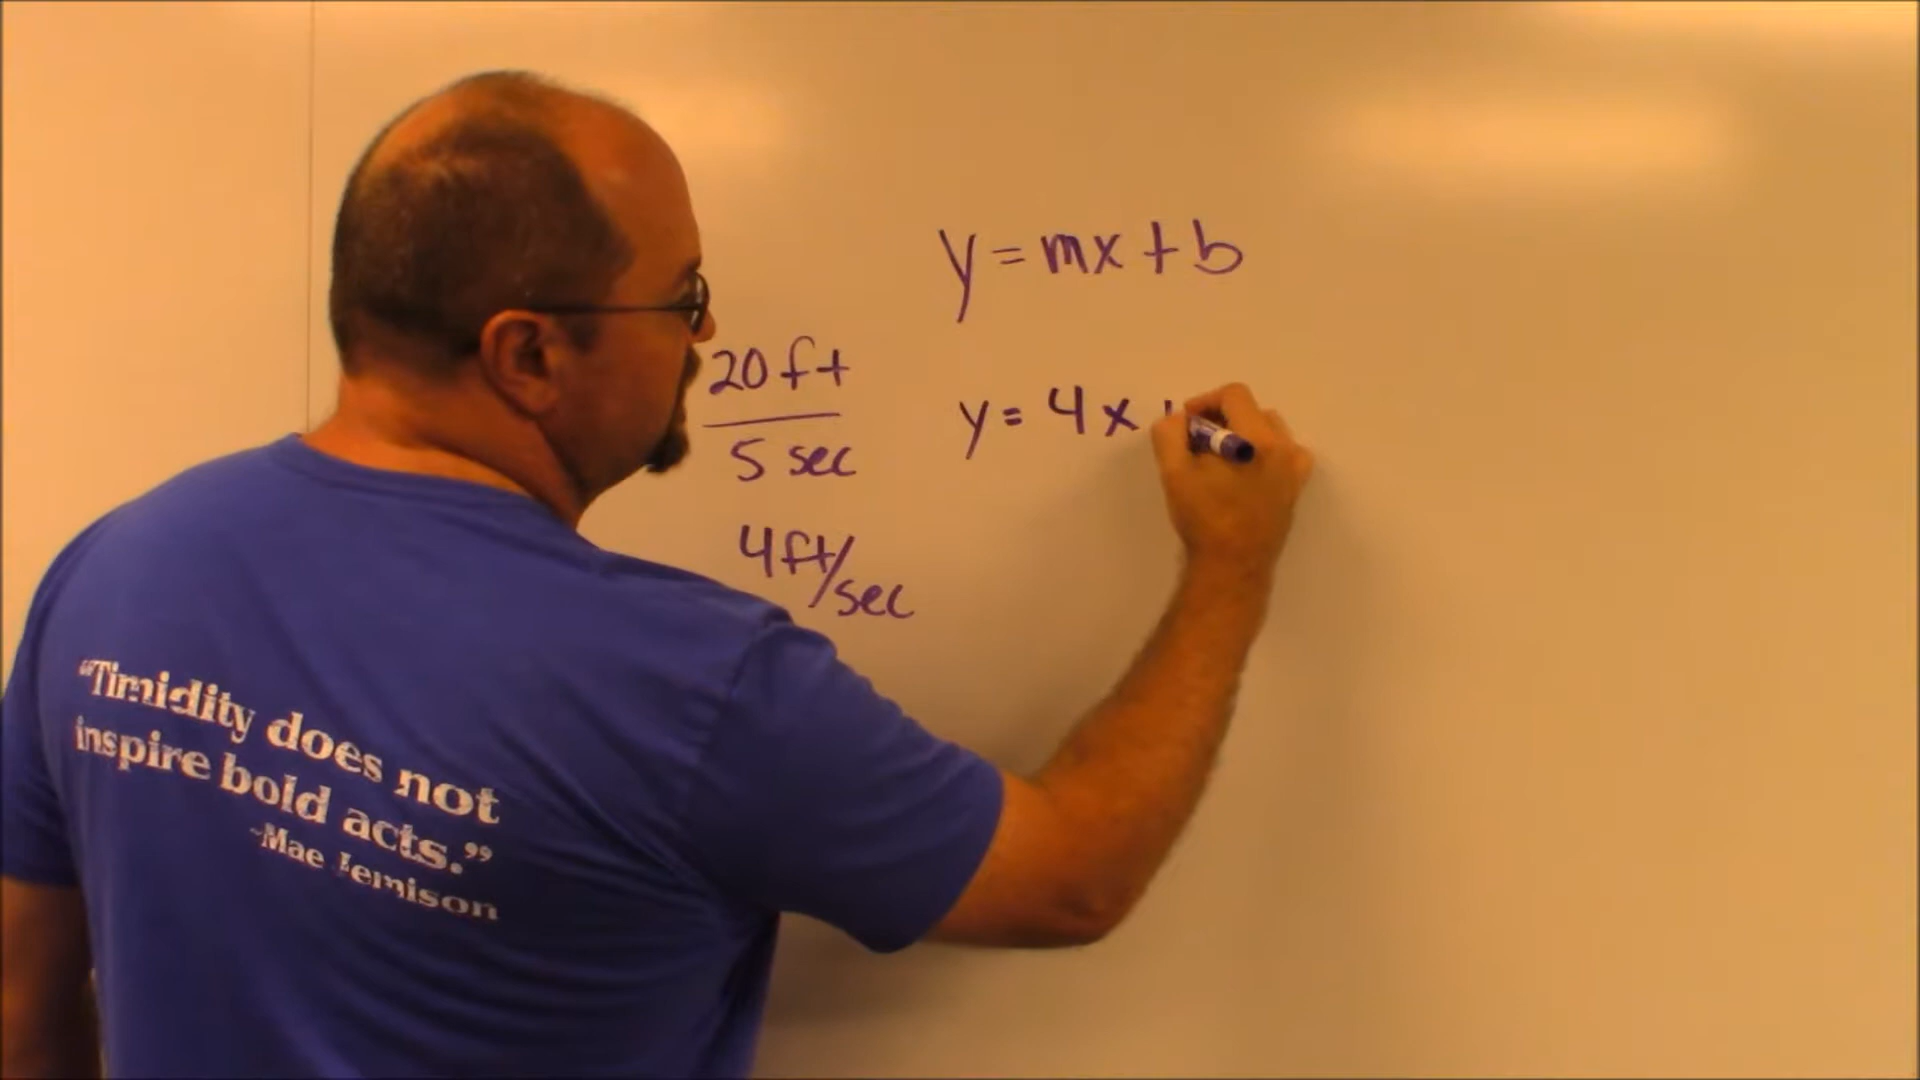 y = mx + b
20 ft
5 sec
4 ft/sec
y = 4x
“Timidity does not
inspire bold acts.”
~Mae Jemison